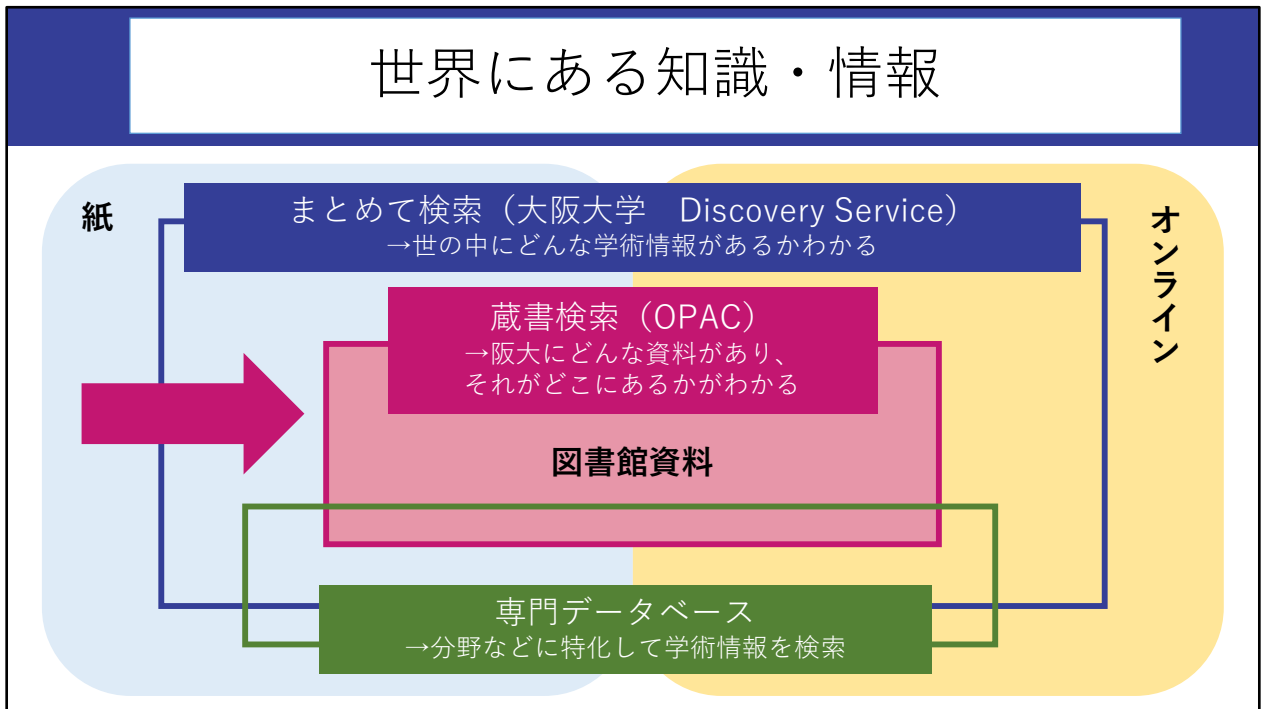 世界にある知識・情報
紙
まとめて検索（大阪大学　Discovery Service）
→世の中にどんな学術情報があるかわかる
オンライン
蔵書検索（OPAC）
→阪大にどんな資料があり、
それがどこにあるかがわかる
図書館資料
専門データベース
→分野などに特化して学術情報を検索